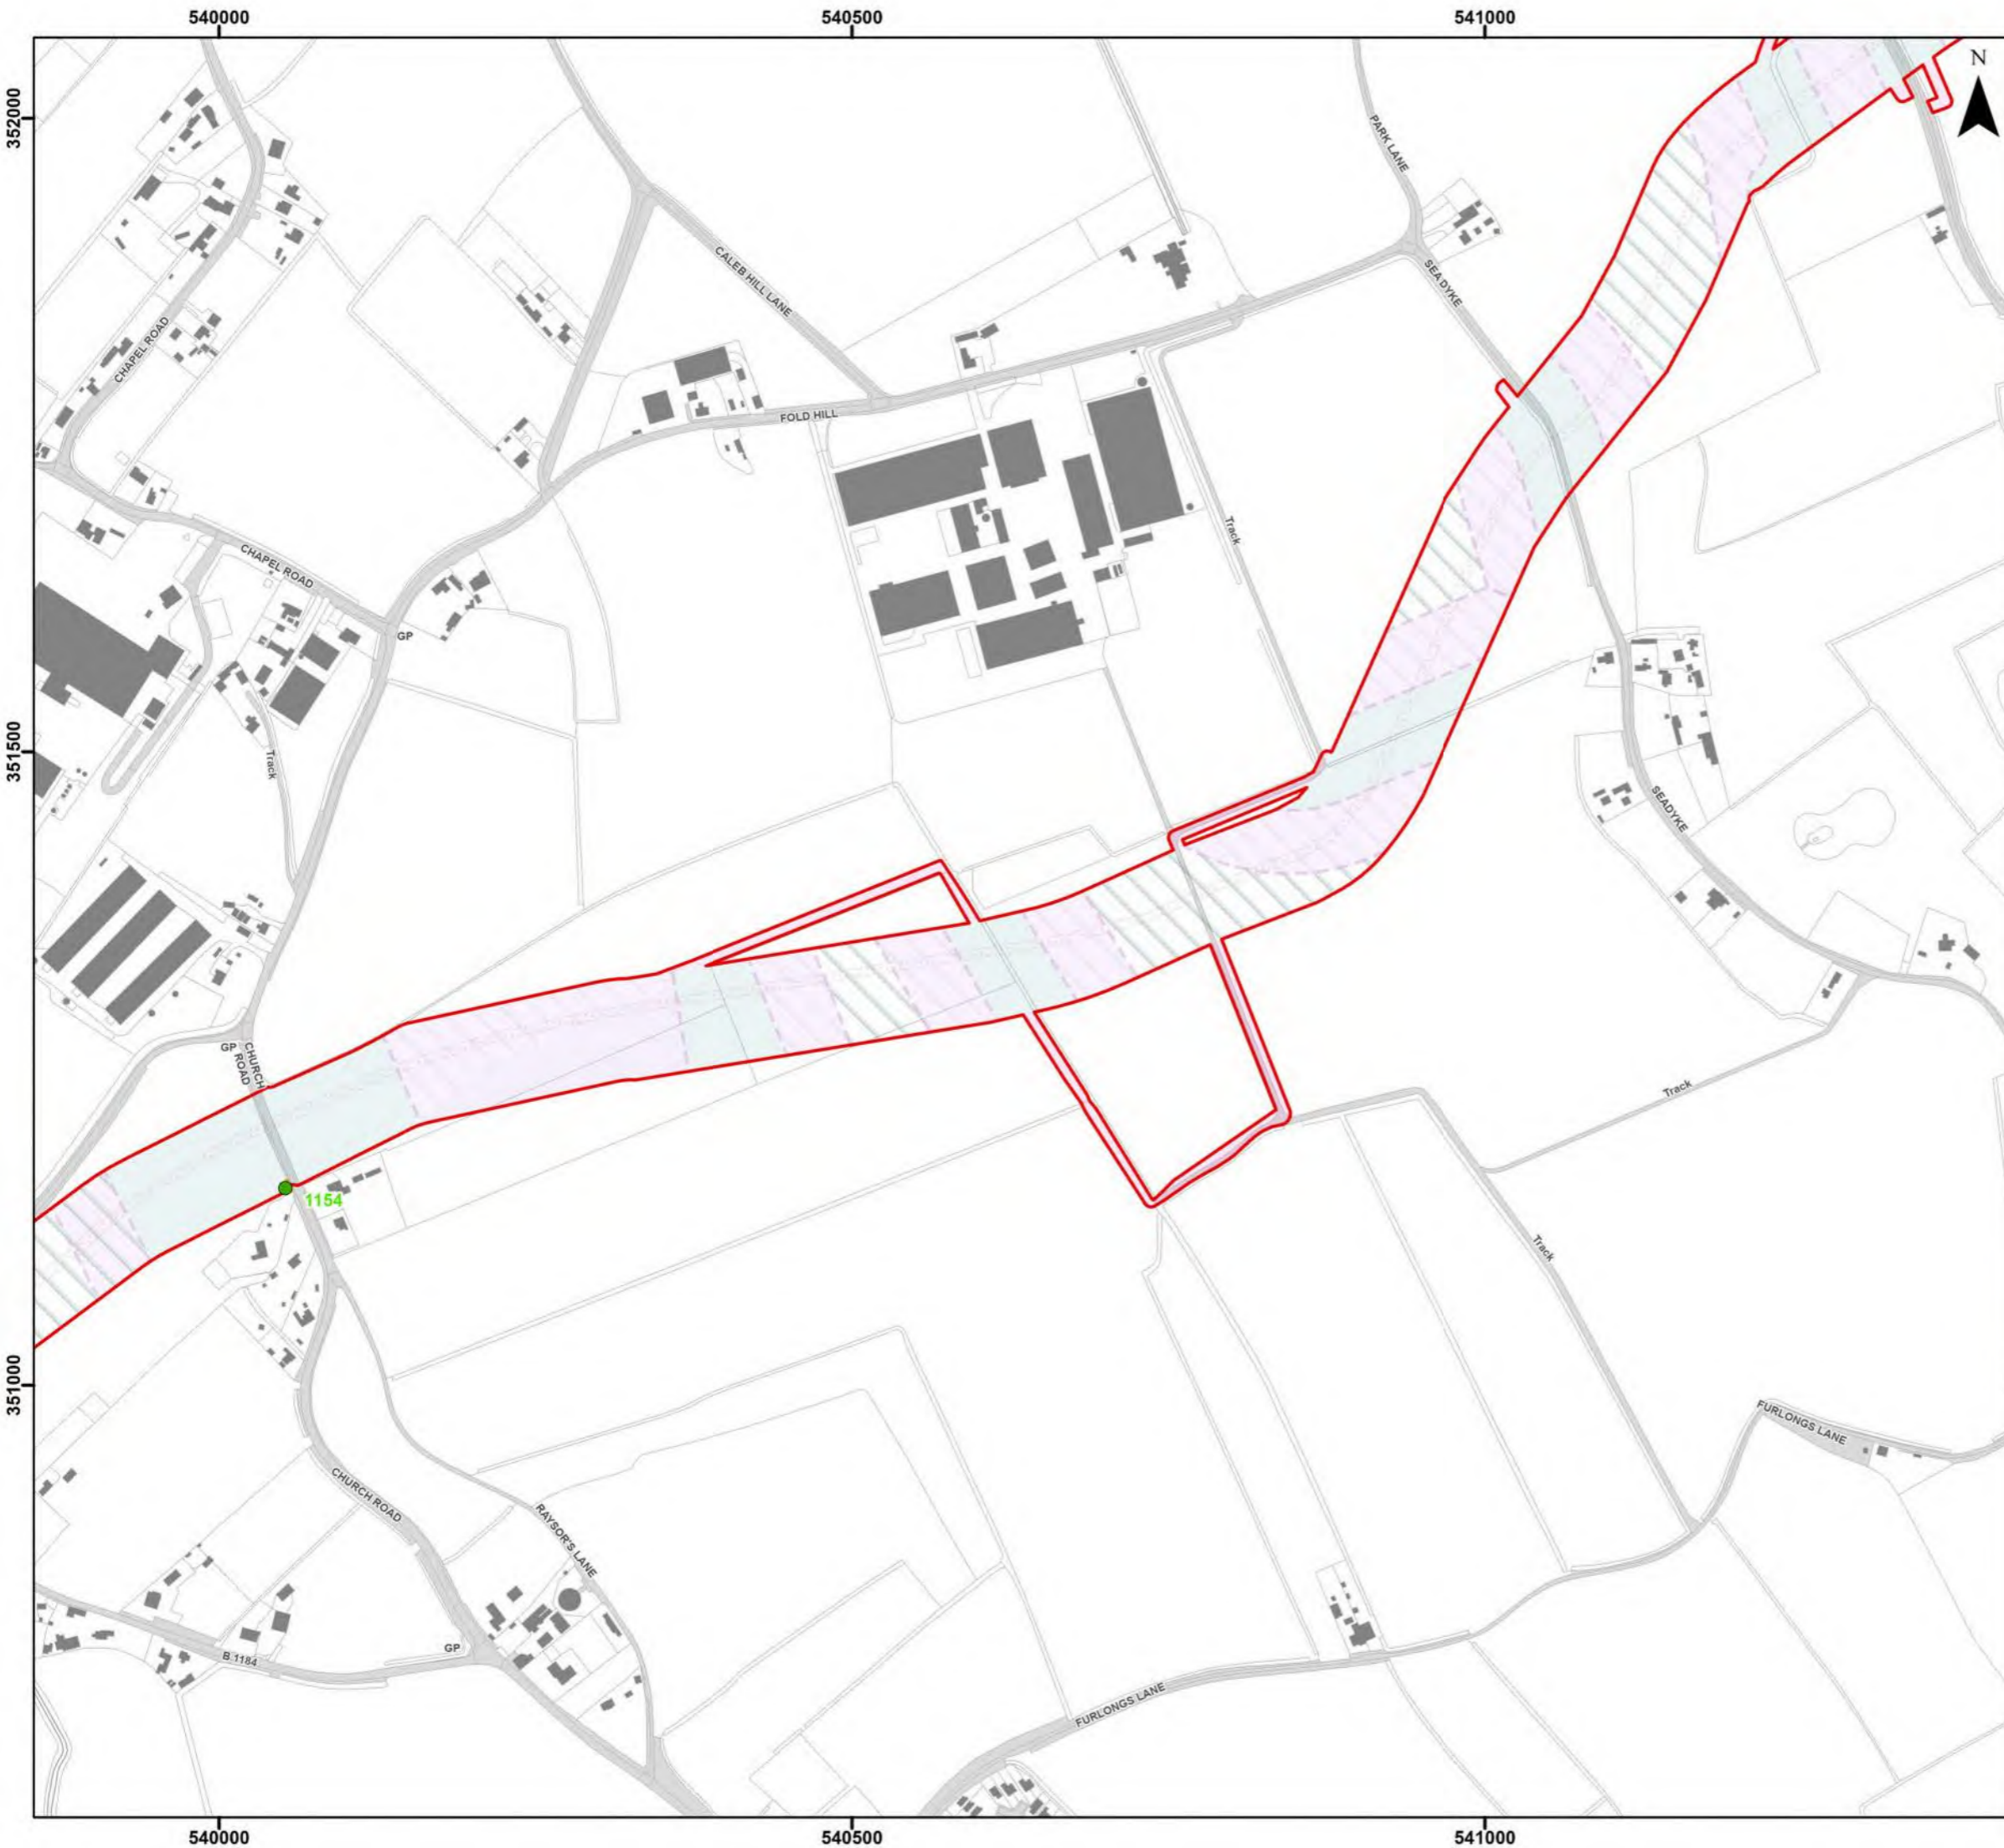 540000
540500
541000
N
352000
PARK LANE
CALEB HILL LANE
SEA DYKE
CHAPEL ROAD
FOLD HILL
Track
CHAPEL ROAD
GP
351500
Track
SEADYKE
GP
CHURCH
ROAD
Track
1154
Track
351000
FURLONGS LANE
CHURCH ROAD
RAYSOR'S LANE
GP
B 1184
FURLONGS LANE
540000
540500
541000